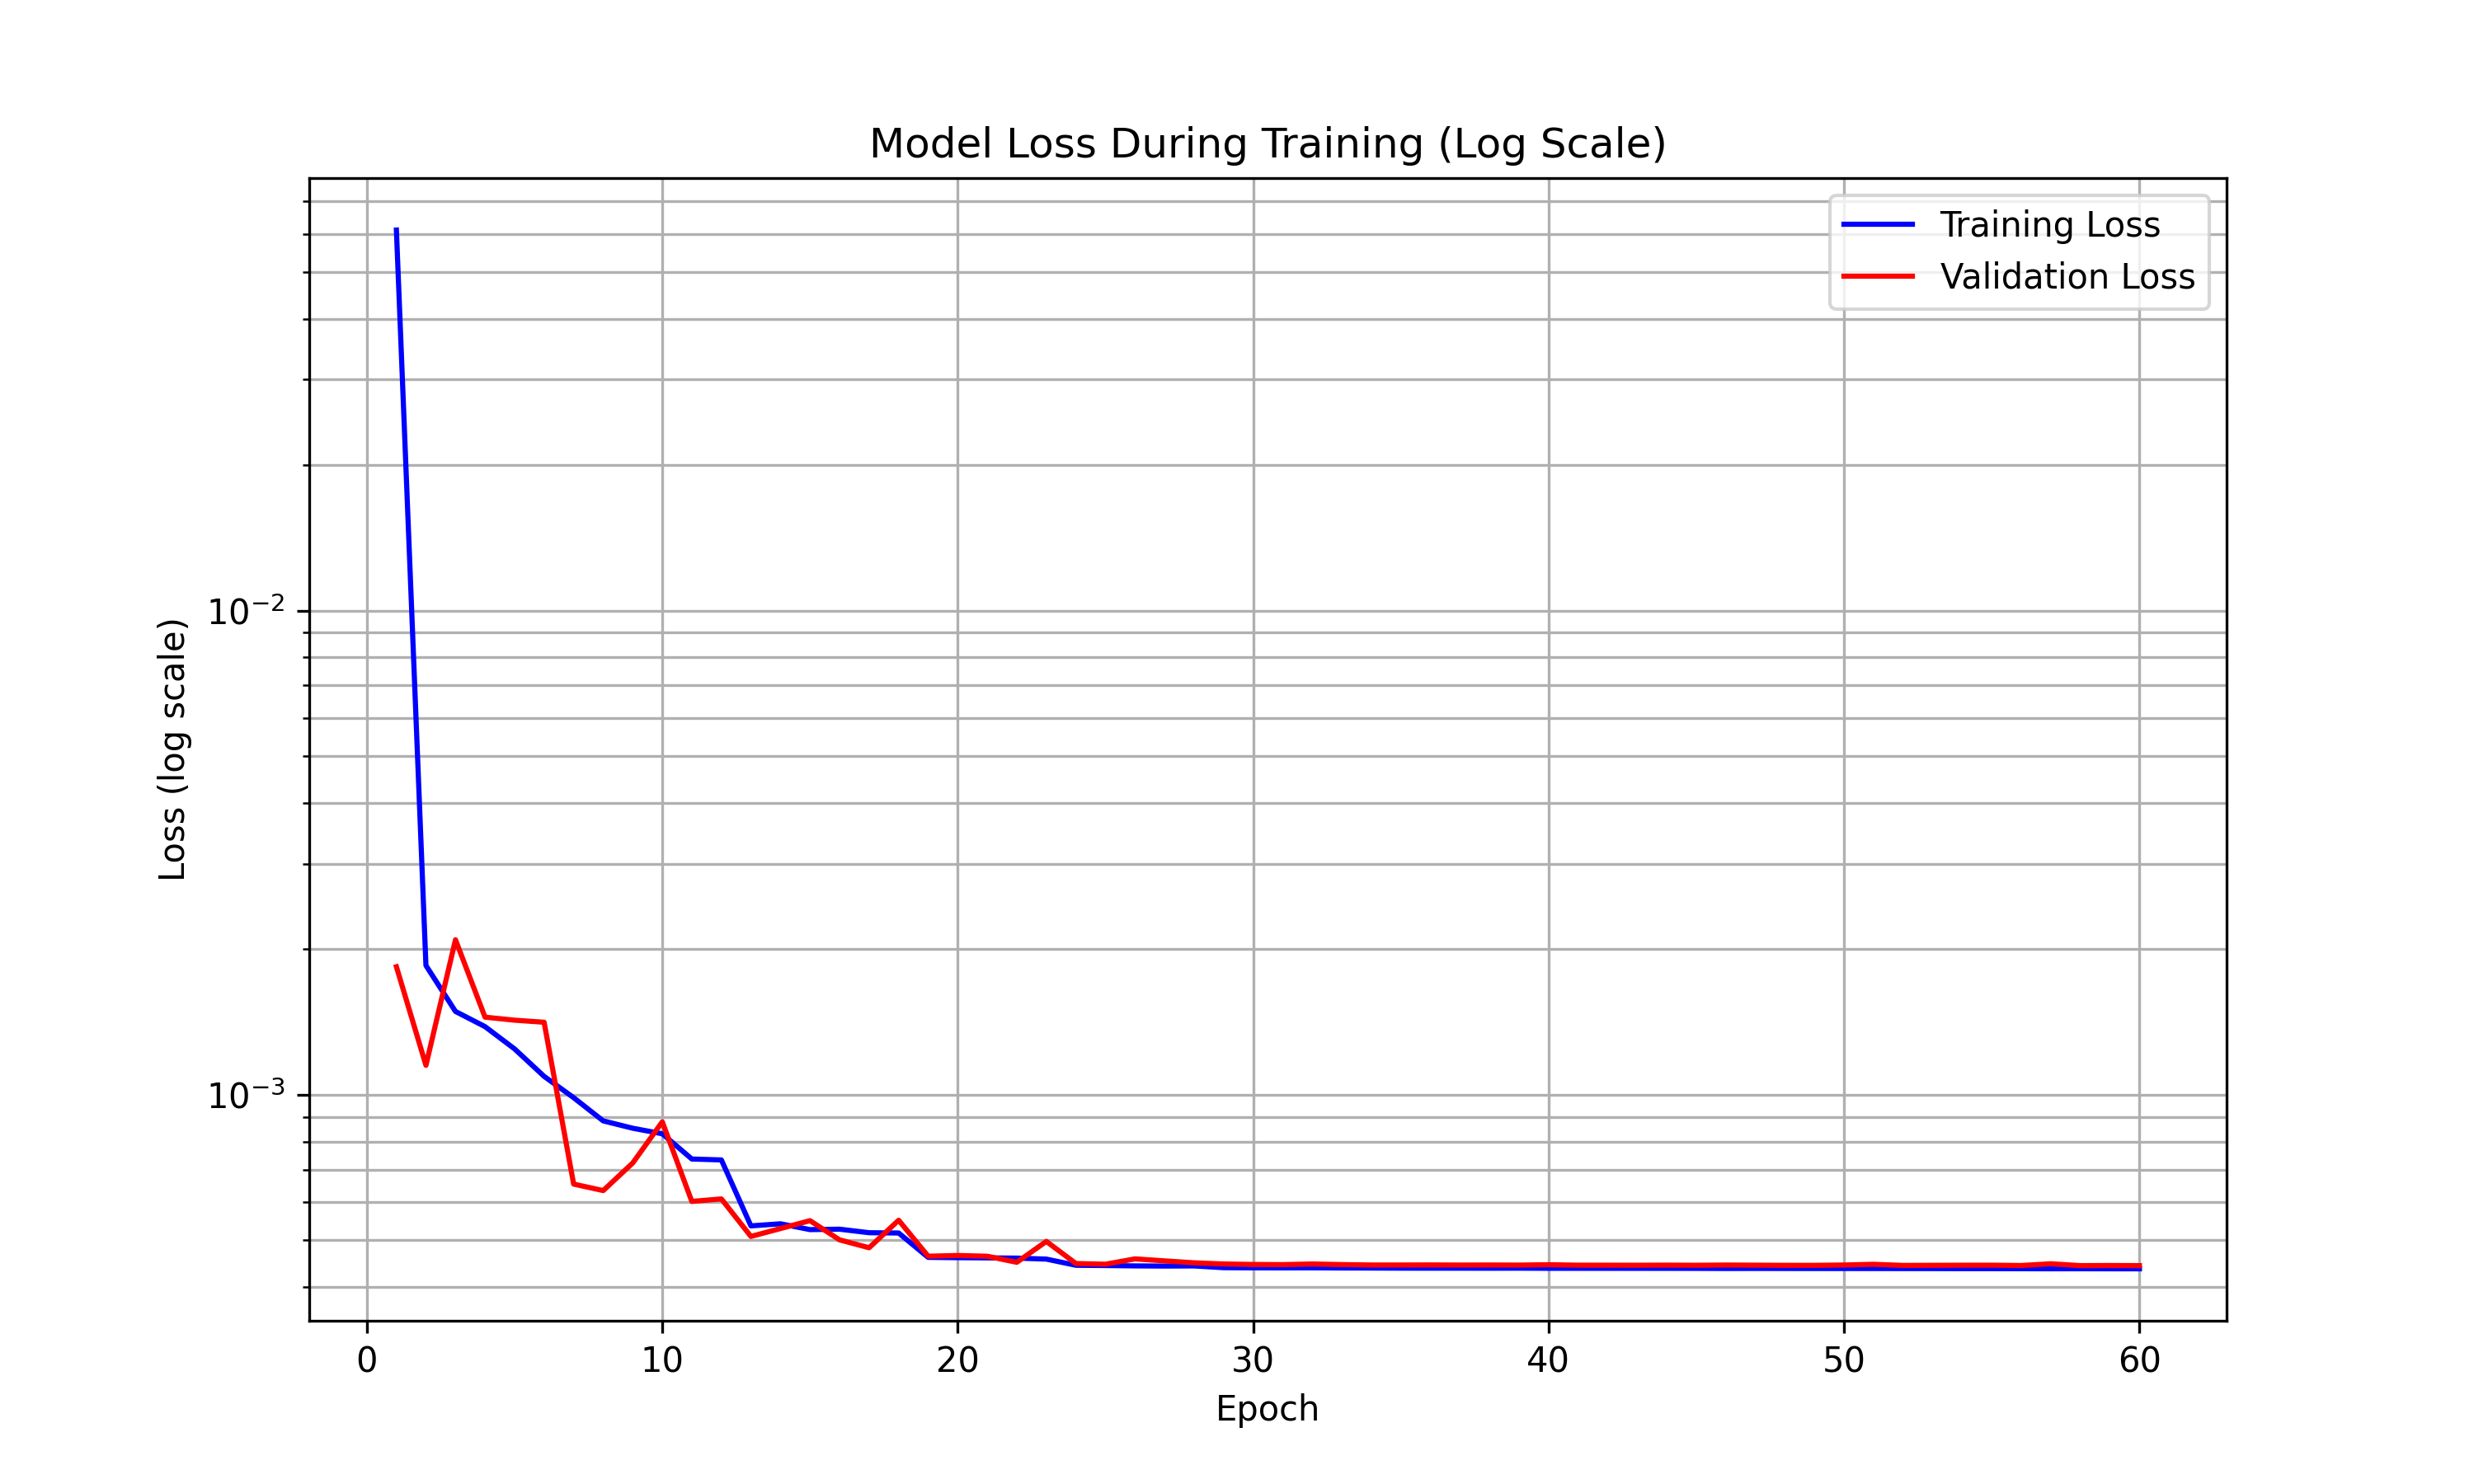 Model Loss During Training (Log Scale)
Training Loss
Validation Loss
Loss (log scale)
10⁻²
10⁻³
0 10 20 30 40 50 60
Epoch